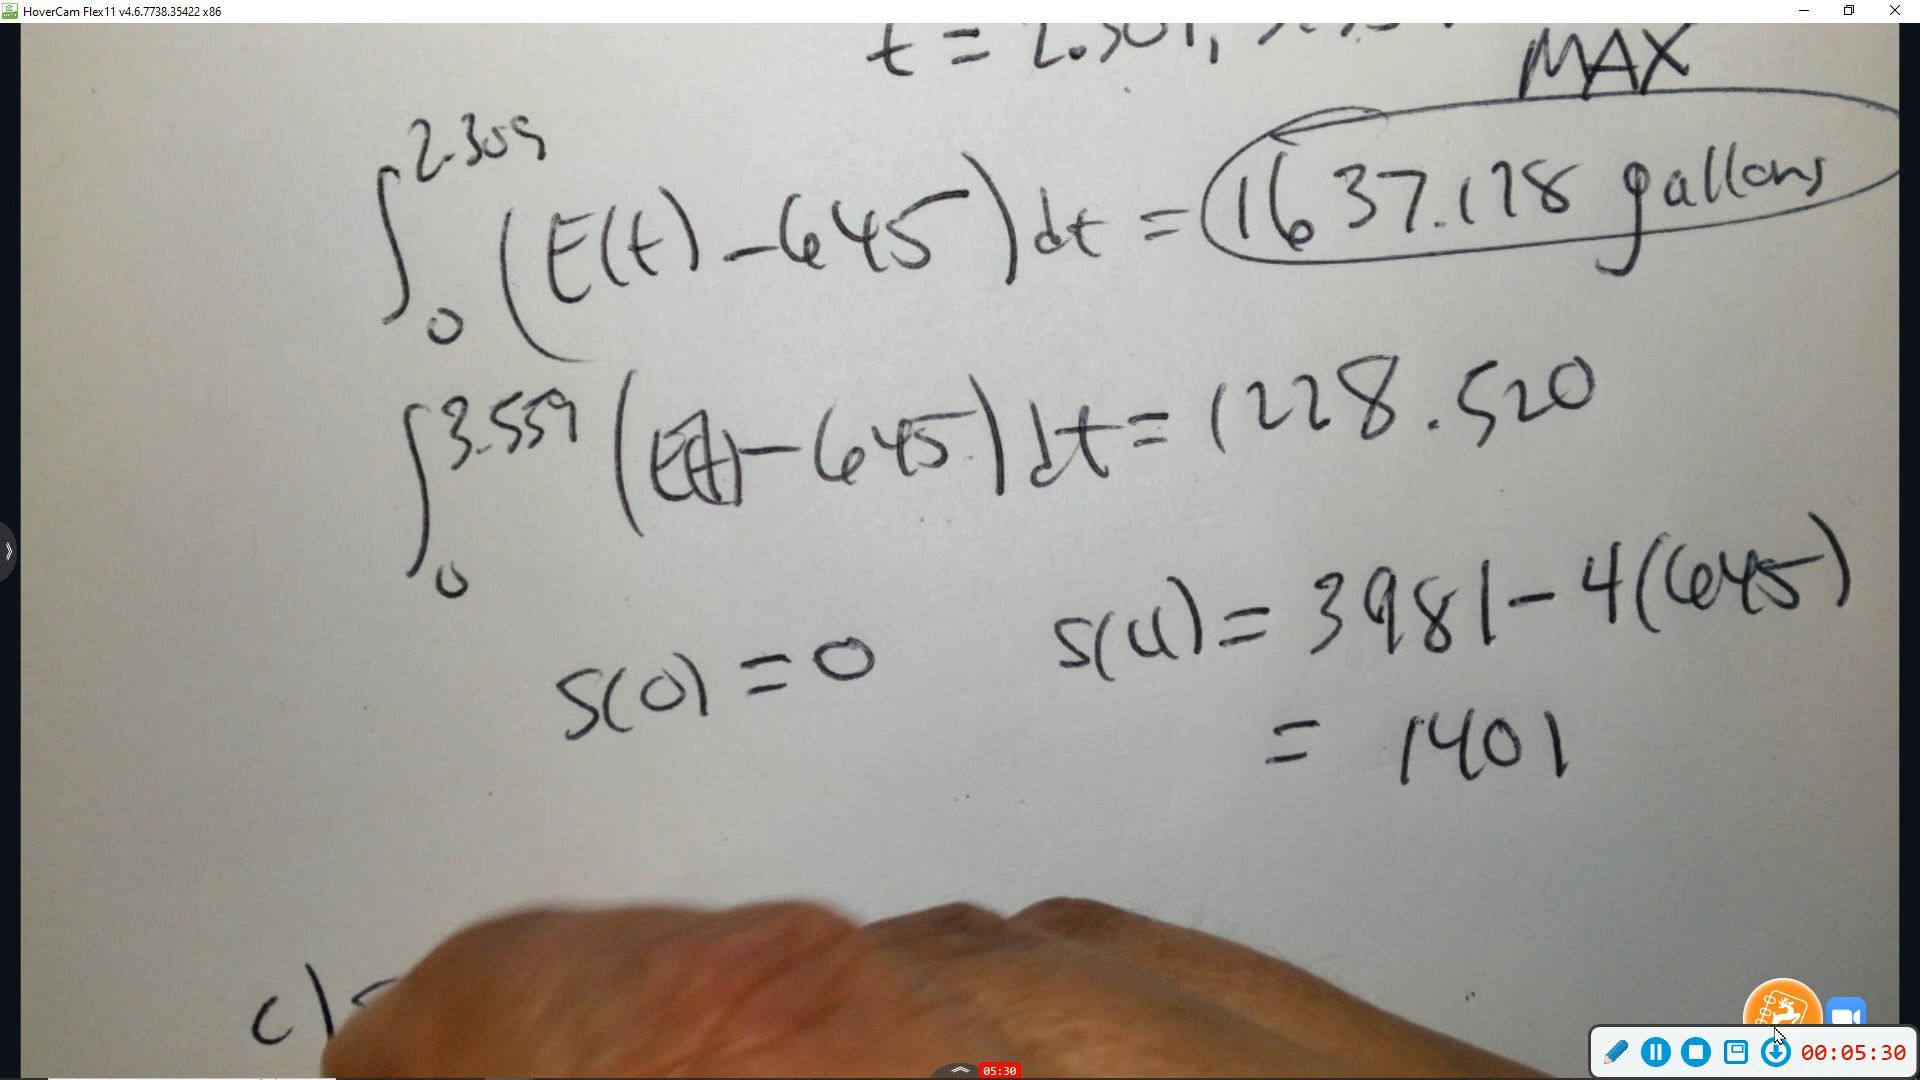 HoverCam Flex11 v4.6.7738.35422 x86
t =
MAX
∫₀^2.309 (E(t) - 645) dt = 1637.178 gallons
∫₀^3.559 (E(t) - 645) dt = 1228.520
S(0) = 0
S(4) = 3981 - 4(645)
= 1401
c)
00:05:30
05:30